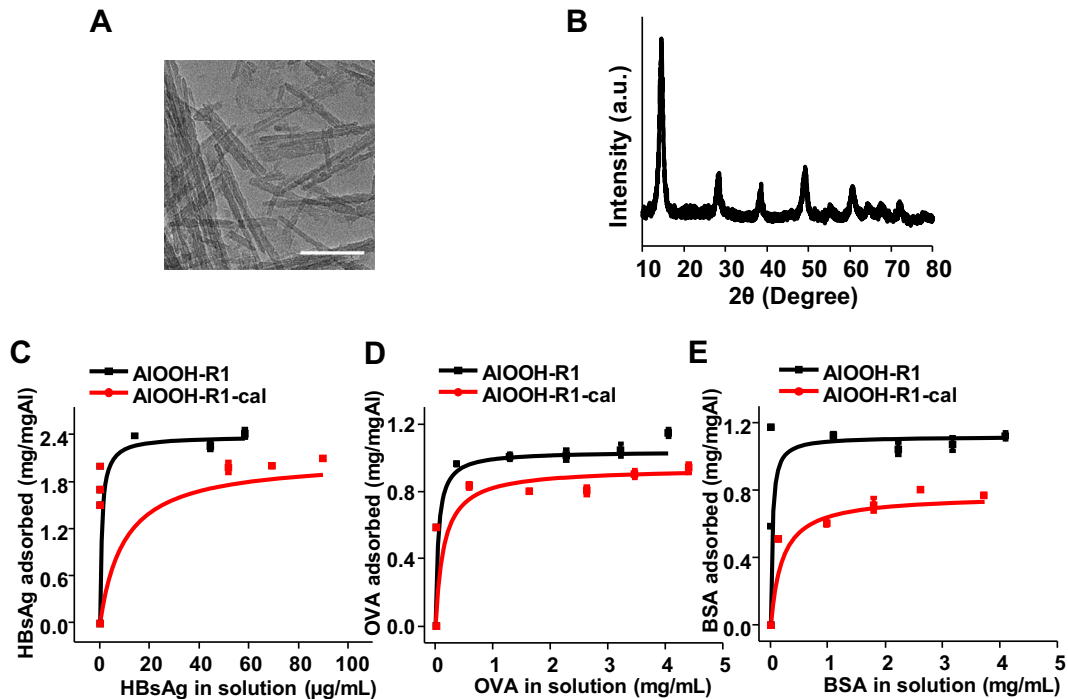 A
B
Intensity (a.u.)
10 20 30 40 50 60 70 80
2θ (Degree)
C
AlOOH-R1
AlOOH-R1-cal
HBsAg adsorbed (mg/mgAl)
2.4
1.8
1.2
0.6
0.0
0 20 40 60 80 100
HBsAg in solution (μg/mL)
D
AlOOH-R1
AlOOH-R1-cal
OVA adsorbed (mg/mgAl)
1.2
0.8
0.4
0.0
0 1 2 3 4 5
OVA in solution (mg/mL)
E
AlOOH-R1
AlOOH-R1-cal
BSA adsorbed (mg/mgAl)
1.2
0.8
0.4
0.0
0 1 2 3 4 5
BSA in solution (mg/mL)